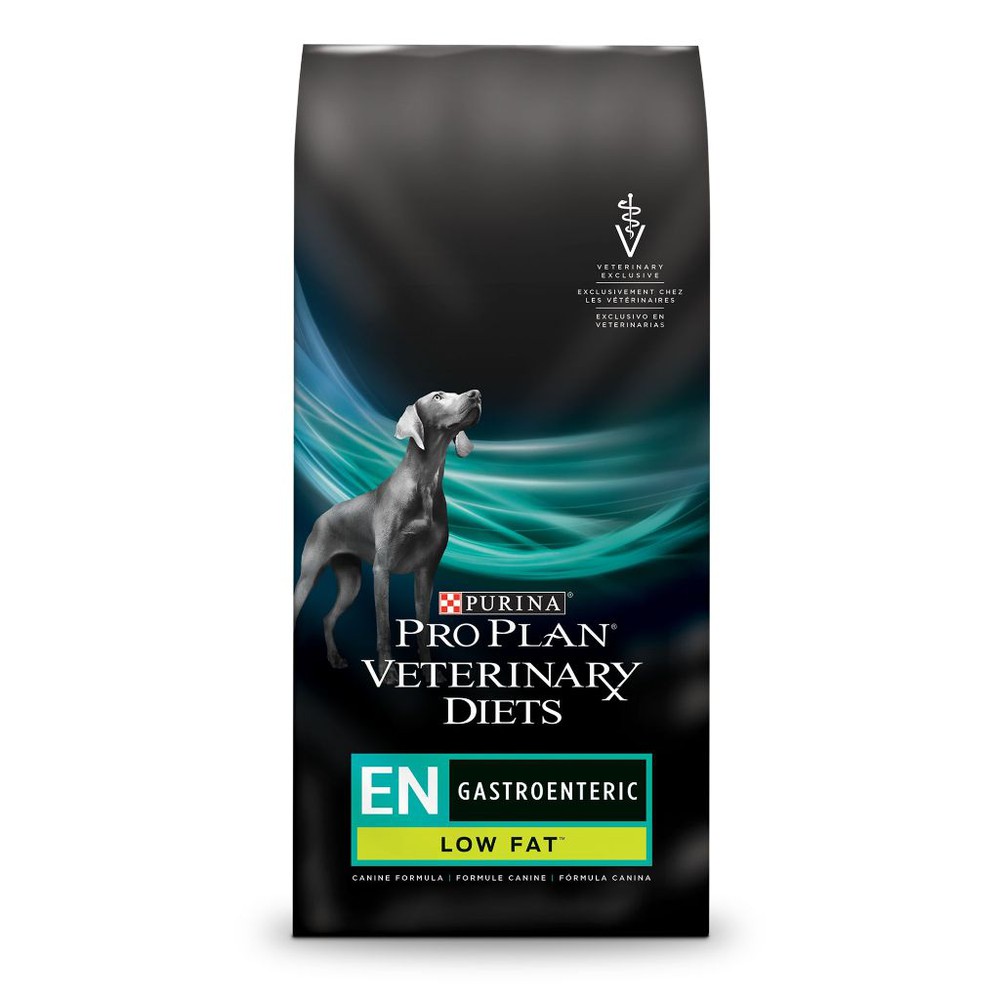 V
VETERINARY
EXCLUSIVE
EXCLUSIVEMENT CHEZ
LES VÉTÉRINAIRES
EXCLUSIVO EN
VETERINARIAS
PURINA®
PRO PLAN®
VETERINARY
DIETS
EN GASTROENTERIC
LOW FAT™
CANINE FORMULA | FORMULE CANINE | FÓRMULA CANINA